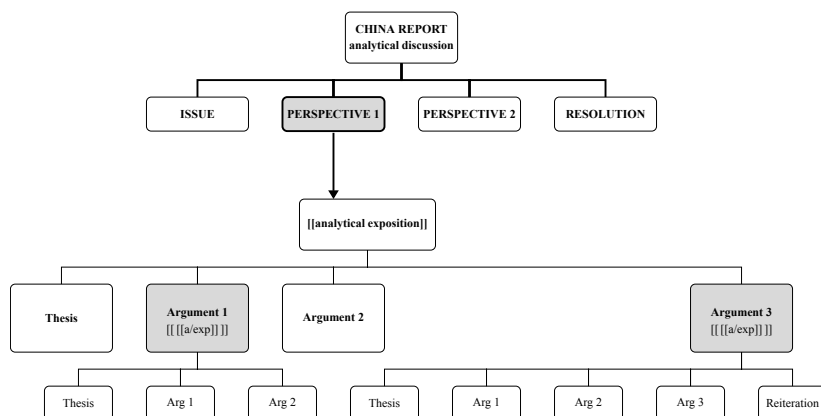 CHINA REPORT
analytical discussion
ISSUE
PERSPECTIVE 1
PERSPECTIVE 2
RESOLUTION
[[analytical exposition]]
Thesis
Argument 1
[[ [[a/exp]] ]]
Argument 2
Argument 3
[[ [[a/exp]] ]]
Thesis
Arg 1
Arg 2
Thesis
Arg 1
Arg 2
Arg 3
Reiteration